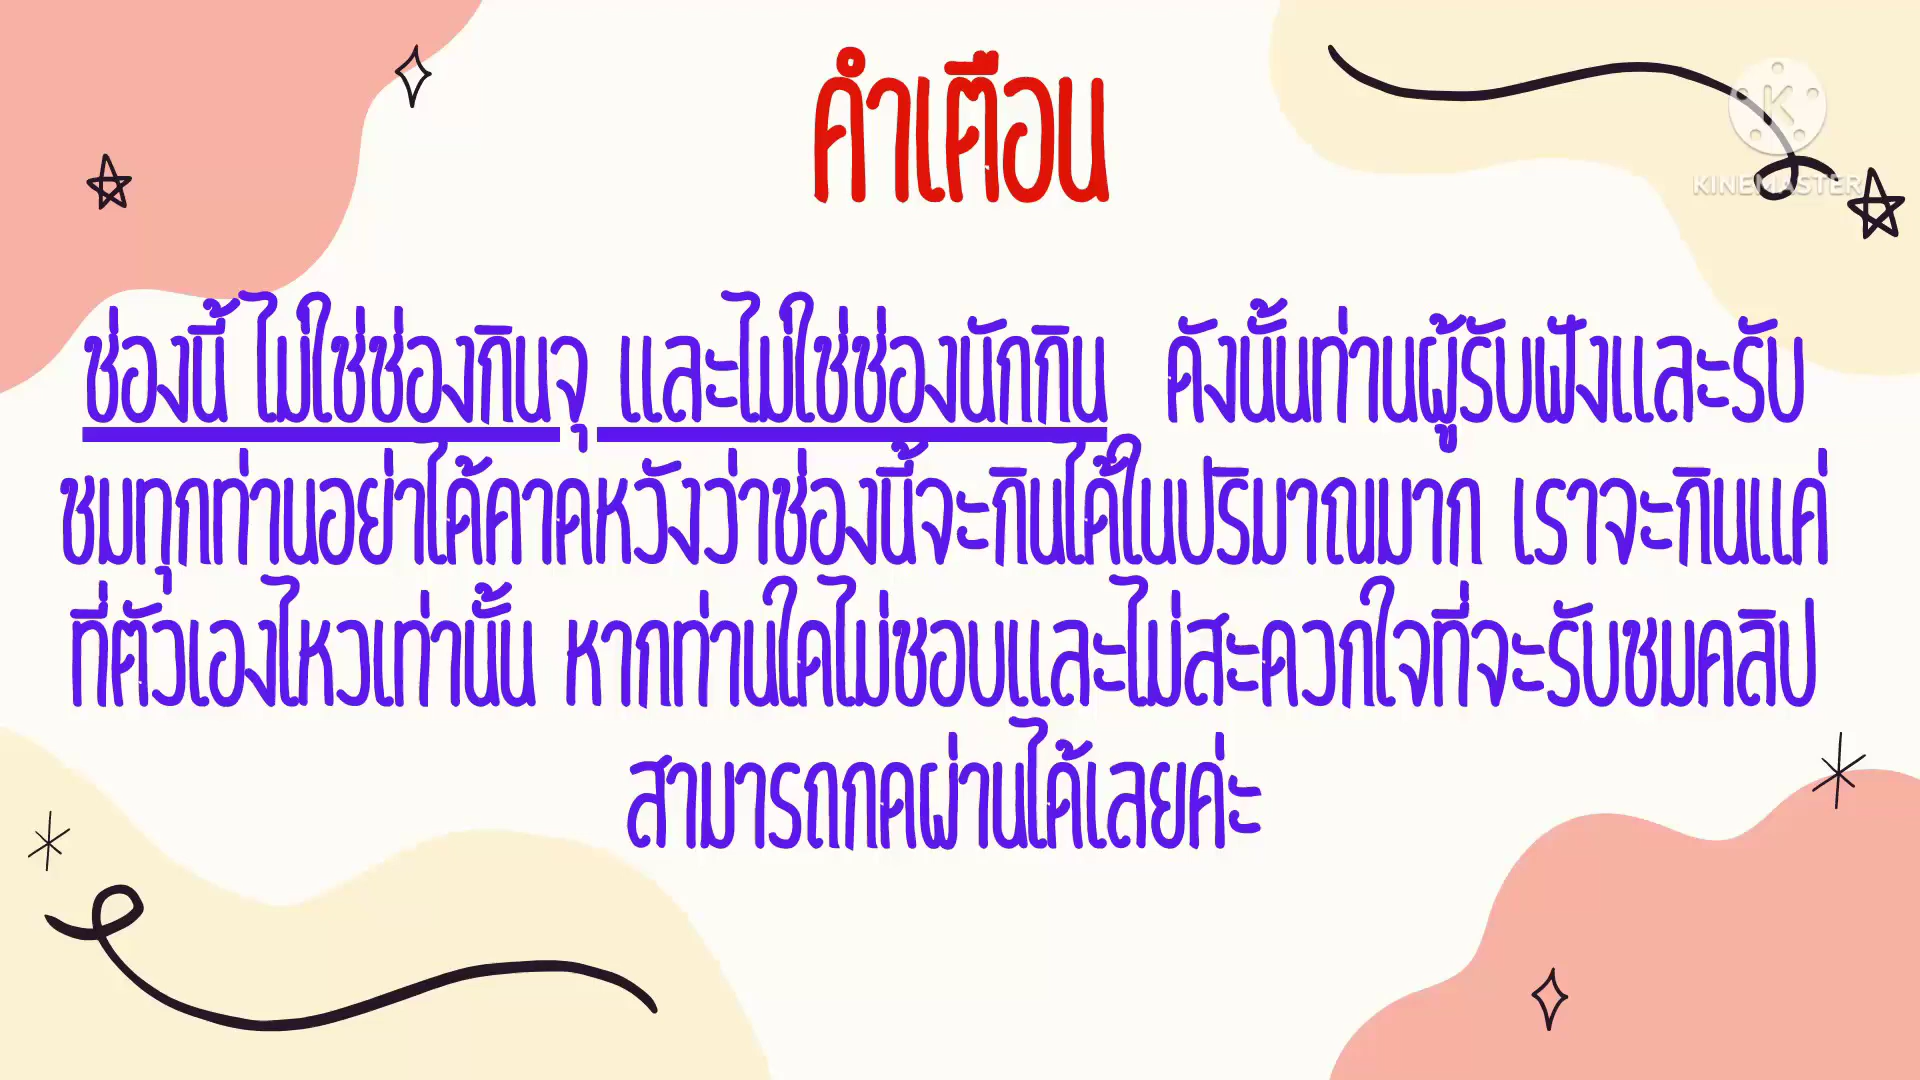 คำเตือน
KINEMASTER
ช่องนี้ ไม่ใช่ช่องกินจุ และไม่ใช่ช่องนักกิน ดังนั้นท่านผู้รับฟังและรับ
ชมทุกท่านอย่าได้คาดหวังว่าช่องนี้จะกินได้ในปริมาณมาก เราจะกินแค่
ที่ตัวเองไหวเท่านั้น หากท่านใดไม่ชอบและไม่สะดวกใจที่จะรับชมคลิป
สามารถกดผ่านได้เลยค่ะ